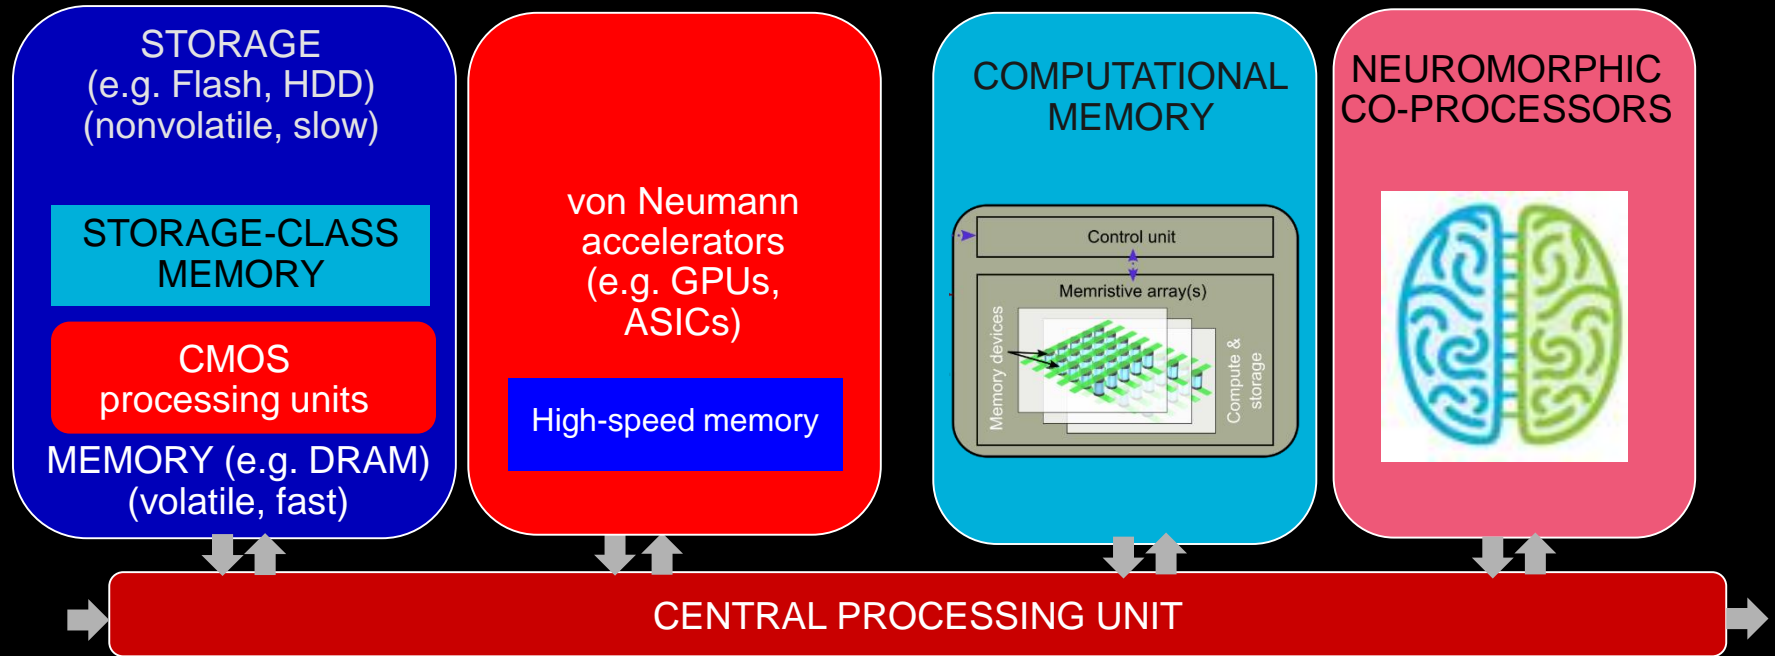 STORAGE
(e.g. Flash, HDD)
(nonvolatile, slow)
STORAGE-CLASS
MEMORY
CMOS
processing units
MEMORY (e.g. DRAM)
(volatile, fast)
von Neumann
accelerators
(e.g. GPUs,
ASICs)
High-speed memory
COMPUTATIONAL
MEMORY
Control unit
Memristive array(s)
Memory devices
Compute &
storage
NEUROMORPHIC
CO-PROCESSORS
CENTRAL PROCESSING UNIT